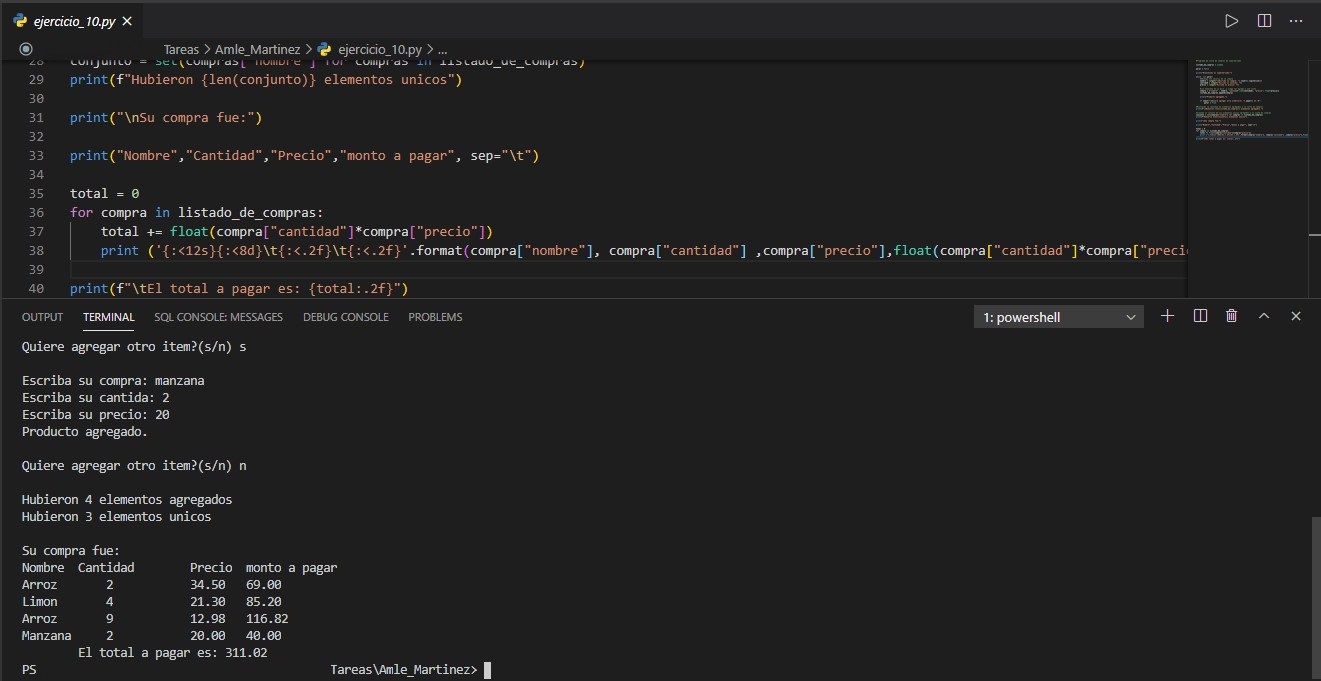 ejercicio_10.py
Tareas > Amle_Martinez > ejercicio_10.py > ...
28 conjunto = set(compras["nombre"] for compras in listado_de_compras)
29 print(f"Hubieron {len(conjunto)} elementos unicos")
30
31 print("\nSu compra fue:")
32
33 print("Nombre","Cantidad","Precio","monto a pagar", sep="\t")
34
35 total = 0
36 for compra in listado_de_compras:
37 total += float(compra["cantidad"]*compra["precio"])
38 print ('{:<12s}{:<8d}\t{:<.2f}\t{:<.2f}'.format(compra["nombre"], compra["cantidad"] ,compra["precio"],float(compra["cantidad"]*compra["preci
39
40 print(f"\tEl total a pagar es: {total:.2f}")
OUTPUT TERMINAL SQL CONSOLE: MESSAGES DEBUG CONSOLE PROBLEMS 1: powershell
Quiere agregar otro item?(s/n) s
Escriba su compra: manzana
Escriba su cantida: 2
Escriba su precio: 20
Producto agregado.
Quiere agregar otro item?(s/n) n
Hubieron 4 elementos agregados
Hubieron 3 elementos unicos
Su compra fue:
Nombre Cantidad Precio monto a pagar
Arroz 2 34.50 69.00
Limon 4 21.30 85.20
Arroz 9 12.98 116.82
Manzana 2 20.00 40.00
El total a pagar es: 311.02
PS Tareas\Amle_Martinez>